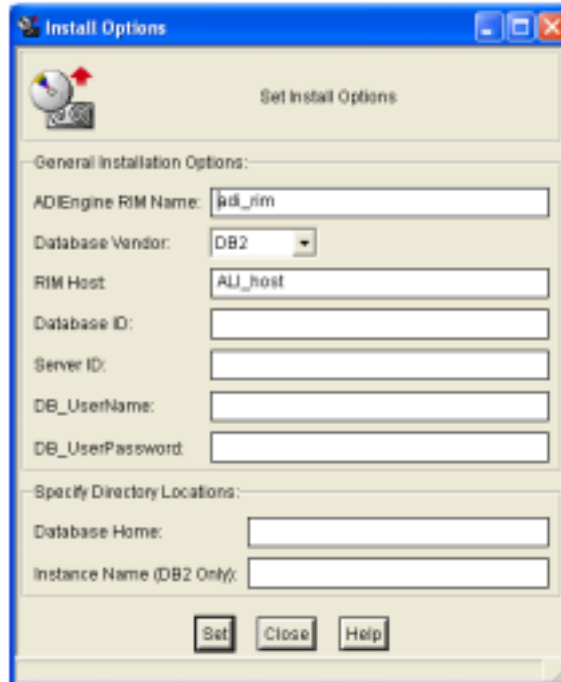 Install Options
Set Install Options
General Installation Options:
ADIEngine RIM Name: adi_rim
Database Vendor: DB2
RIM Host: ALI_host
Database ID:
Server ID:
DB_UserName:
DB_UserPassword:
Specify Directory Locations:
Database Home:
Instance Name (DB2 Only):
Set Close Help